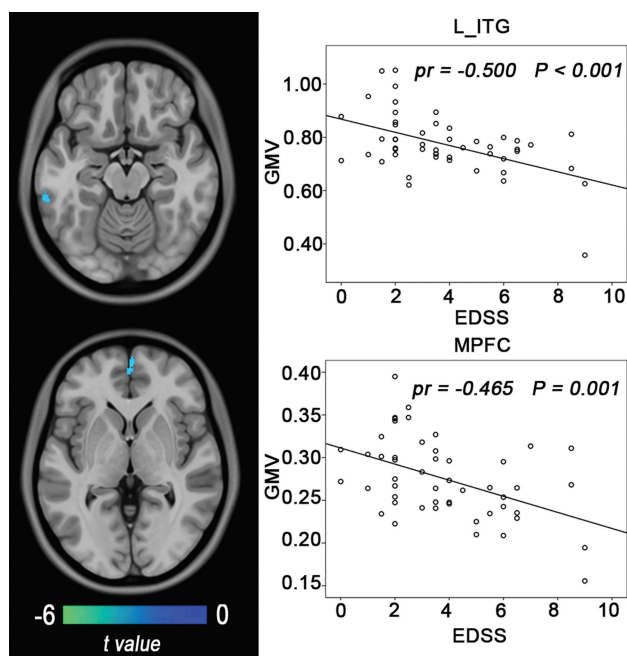 L_ITG
pr = -0.500 P < 0.001
1.00
0.80
0.60
0.40
GMV
0 2 4 6 8 10
EDSS
MPFC
pr = -0.465 P = 0.001
0.40
0.35
0.30
0.25
0.20
0.15
GMV
0 2 4 6 8 10
EDSS
-6 0
t value